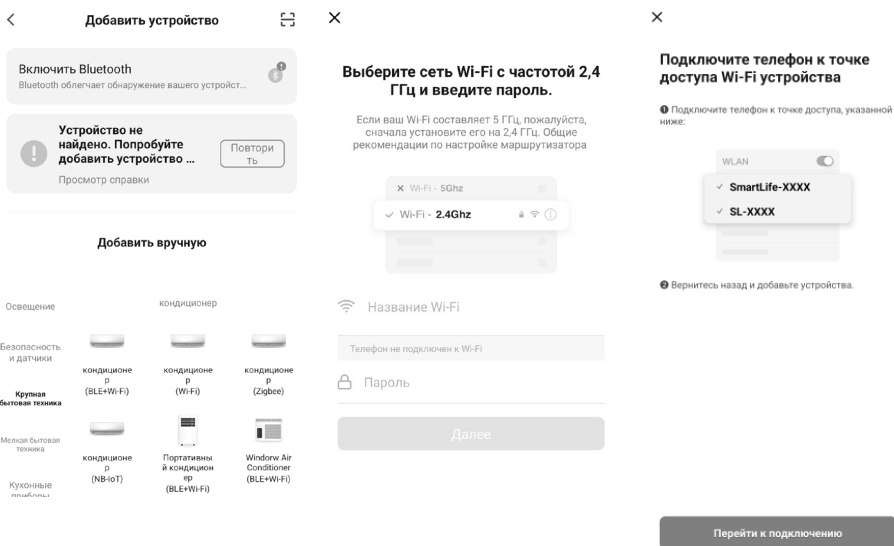 Добавить устройство
Включить Bluetooth
Bluetooth облегчает обнаружение вашего устройст...
Устройство не
найдено. Попробуйте
добавить устройство ...
Повтори
ть
Просмотр справки
Добавить вручную
Освещение
Безопасность
и датчики
Крупная
бытовая техника
Мелкая бытовая
техника
Кухонные
приборы
кондиционер
кондиционе
р
(BLE+Wi-Fi)
кондиционе
р
(Wi-Fi)
кондиционе
р
(Zigbee)
кондиционе
р
(NB-IoT)
Портативны
й кондицион
ер
(BLE+Wi-Fi)
Windorw Air
Conditioner
(BLE+Wi-Fi)
Выберите сеть Wi-Fi с частотой 2,4
ГГц и введите пароль.
Если ваш Wi-Fi составляет 5 ГГц, пожалуйста,
сначала установите его на 2,4 ГГц. Общие
рекомендации по настройке маршрутизатора
Wi-Fi - 5Ghz
Wi-Fi - 2.4Ghz
Название Wi-Fi
Телефон не подключен к Wi-Fi
Пароль
Далее
Подключите телефон к точке
доступа Wi-Fi устройства
❶ Подключите телефон к точке доступа, указанной
ниже:
WLAN
SmartLife-XXXX
SL-XXXX
❷ Вернитесь назад и добавьте устройства.
Перейти к подключению